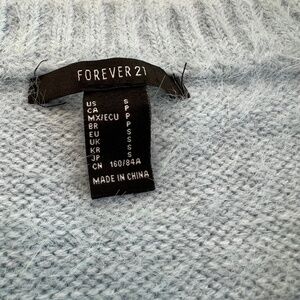 FOREVER 21
US S
CA P
MX/ECU P
BR P
EU S
UK S
KR S
JP S
CN 160/84A
MADE IN CHINA